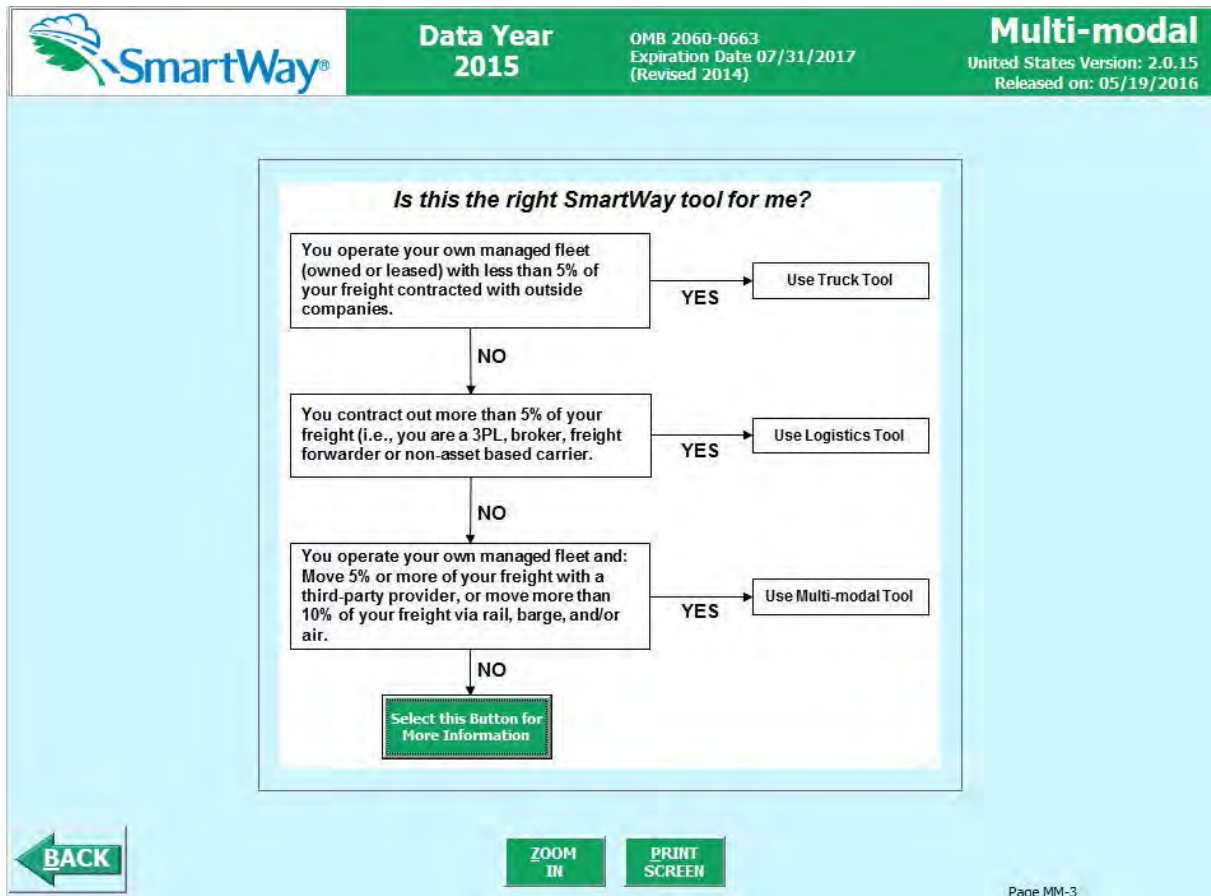 SmartWay®
Data Year
2015
OMB 2060-0663
Expiration Date 07/31/2017
(Revised 2014)
Multi-modal
United States Version: 2.0.15
Released on: 05/19/2016
Is this the right SmartWay tool for me?
You operate your own managed fleet
(owned or leased) with less than 5% of
your freight contracted with outside
companies.
YES
Use Truck Tool
NO
You contract out more than 5% of your
freight (i.e., you are a 3PL, broker, freight
forwarder or non-asset based carrier.
YES
Use Logistics Tool
NO
You operate your own managed fleet and:
Move 5% or more of your freight with a
third-party provider, or move more than
10% of your freight via rail, barge, and/or
air.
YES
Use Multi-modal Tool
NO
Select this Button for
More Information
BACK
ZOOM
IN
PRINT
SCREEN
Page MM-3